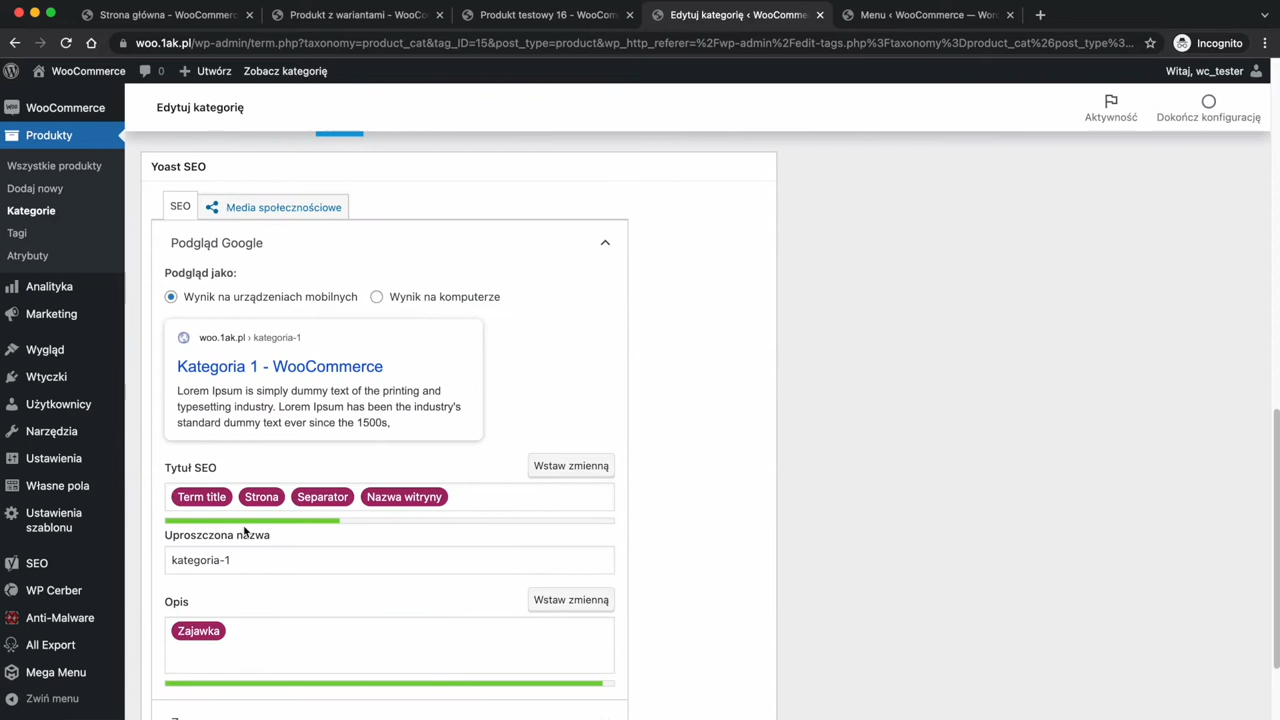 Strona główna - WooCommerc
Produkt z wariantami - WooCo
Produkt testowy 16 - WooCom
Edytuj kategorię ‹ WooComme
Menu ‹ WooCommerce — Wor
woo.1ak.pl/wp-admin/term.php?taxonomy=product_cat&tag_ID=15&post_type=product&wp_http_referer=%2Fwp-admin%2Fedit-tags.php%3Ftaxonomy%3Dproduct_cat%26post_type%3...
Incognito
WooCommerce
0
Utwórz
Zobacz kategorię
Witaj, wc_tester
WooCommerce
Produkty
Wszystkie produkty
Dodaj nowy
Kategorie
Tagi
Atrybuty
Analityka
Marketing
Wygląd
Wtyczki
Użytkownicy
Narzędzia
Ustawienia
Własne pola
Ustawienia
szablonu
SEO
WP Cerber
Anti-Malware
All Export
Mega Menu
Zwiń menu
Edytuj kategorię
Aktywność
Dokończ konfigurację
Yoast SEO
SEO
Media społecznościowe
Podgląd Google
Podgląd jako:
Wynik na urządzeniach mobilnych
Wynik na komputerze
woo.1ak.pl › kategoria-1
Kategoria 1 - WooCommerce
Lorem Ipsum is simply dummy text of the printing and
typesetting industry. Lorem Ipsum has been the industry's
standard dummy text ever since the 1500s,
Tytuł SEO
Wstaw zmienną
Term title Strona Separator Nazwa witryny
Uproszczona nazwa
kategoria-1
Opis
Wstaw zmienną
Zajawka